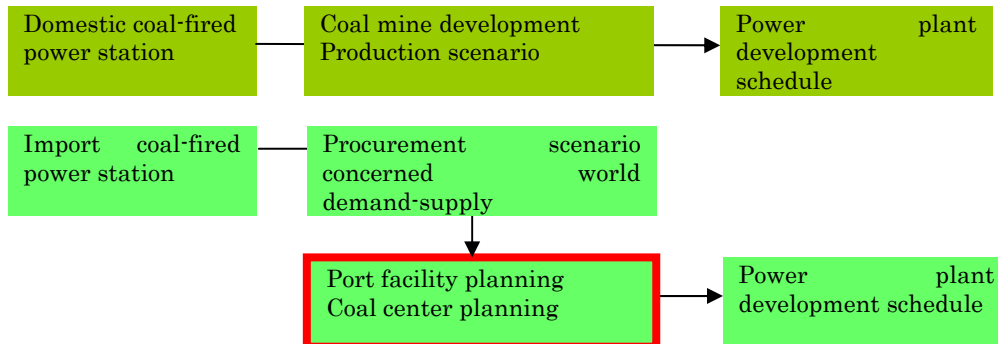 Domestic coal-fired
power station
Coal mine development
Production scenario
Power plant
development
schedule
Import coal-fired
power station
Procurement scenario
concerned world
demand-supply
Port facility planning
Coal center planning
Power plant
development schedule